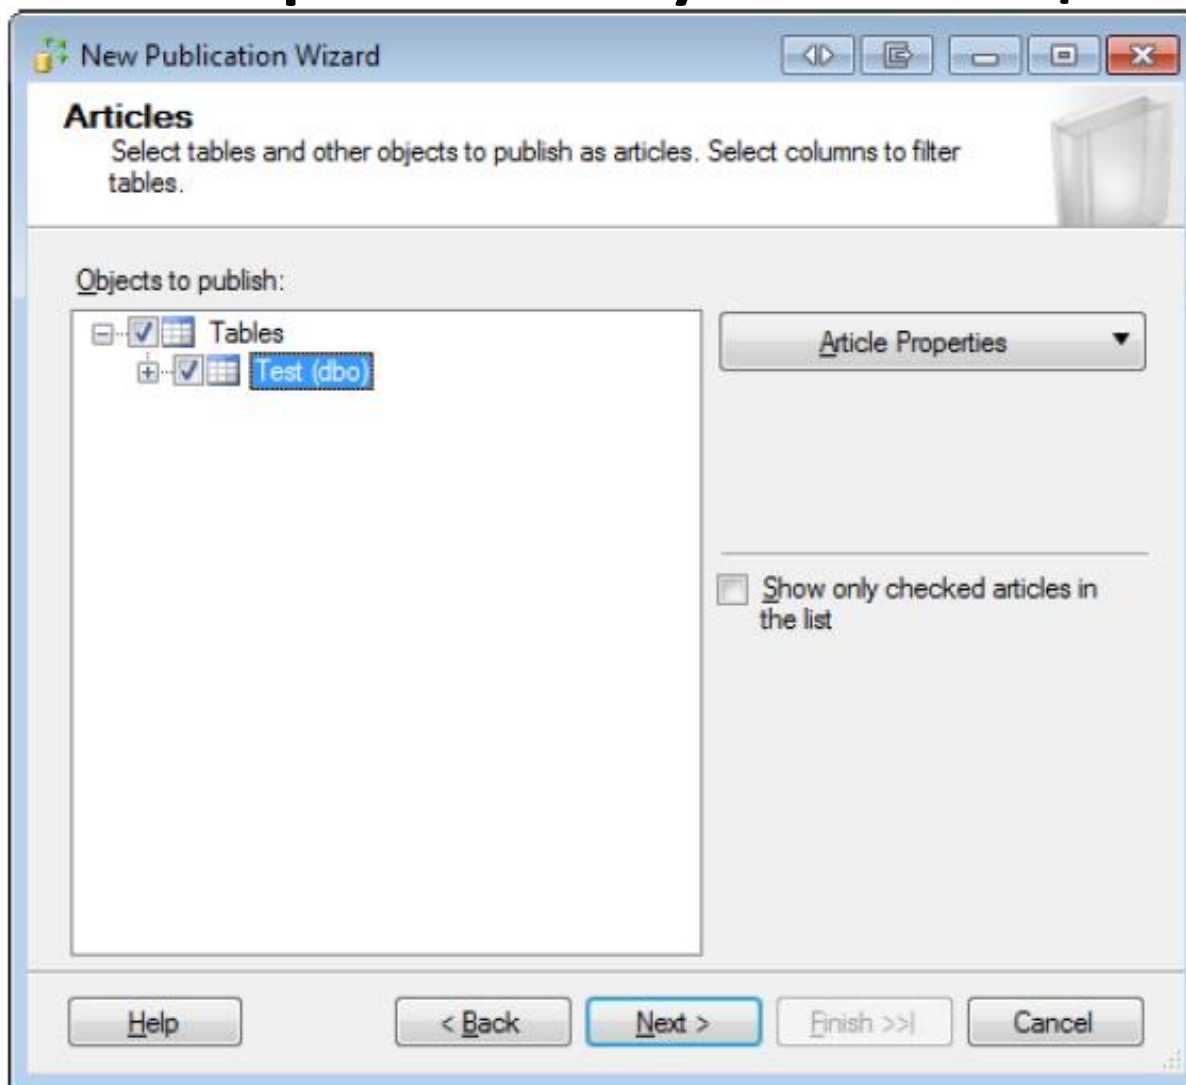 New Publication Wizard
Articles
Select tables and other objects to publish as articles. Select columns to filter
tables.
Objects to publish:
Tables
Test (dbo)
Article Properties
Show only checked articles in
the list
Help
< Back
Next >
Finish >>|
Cancel